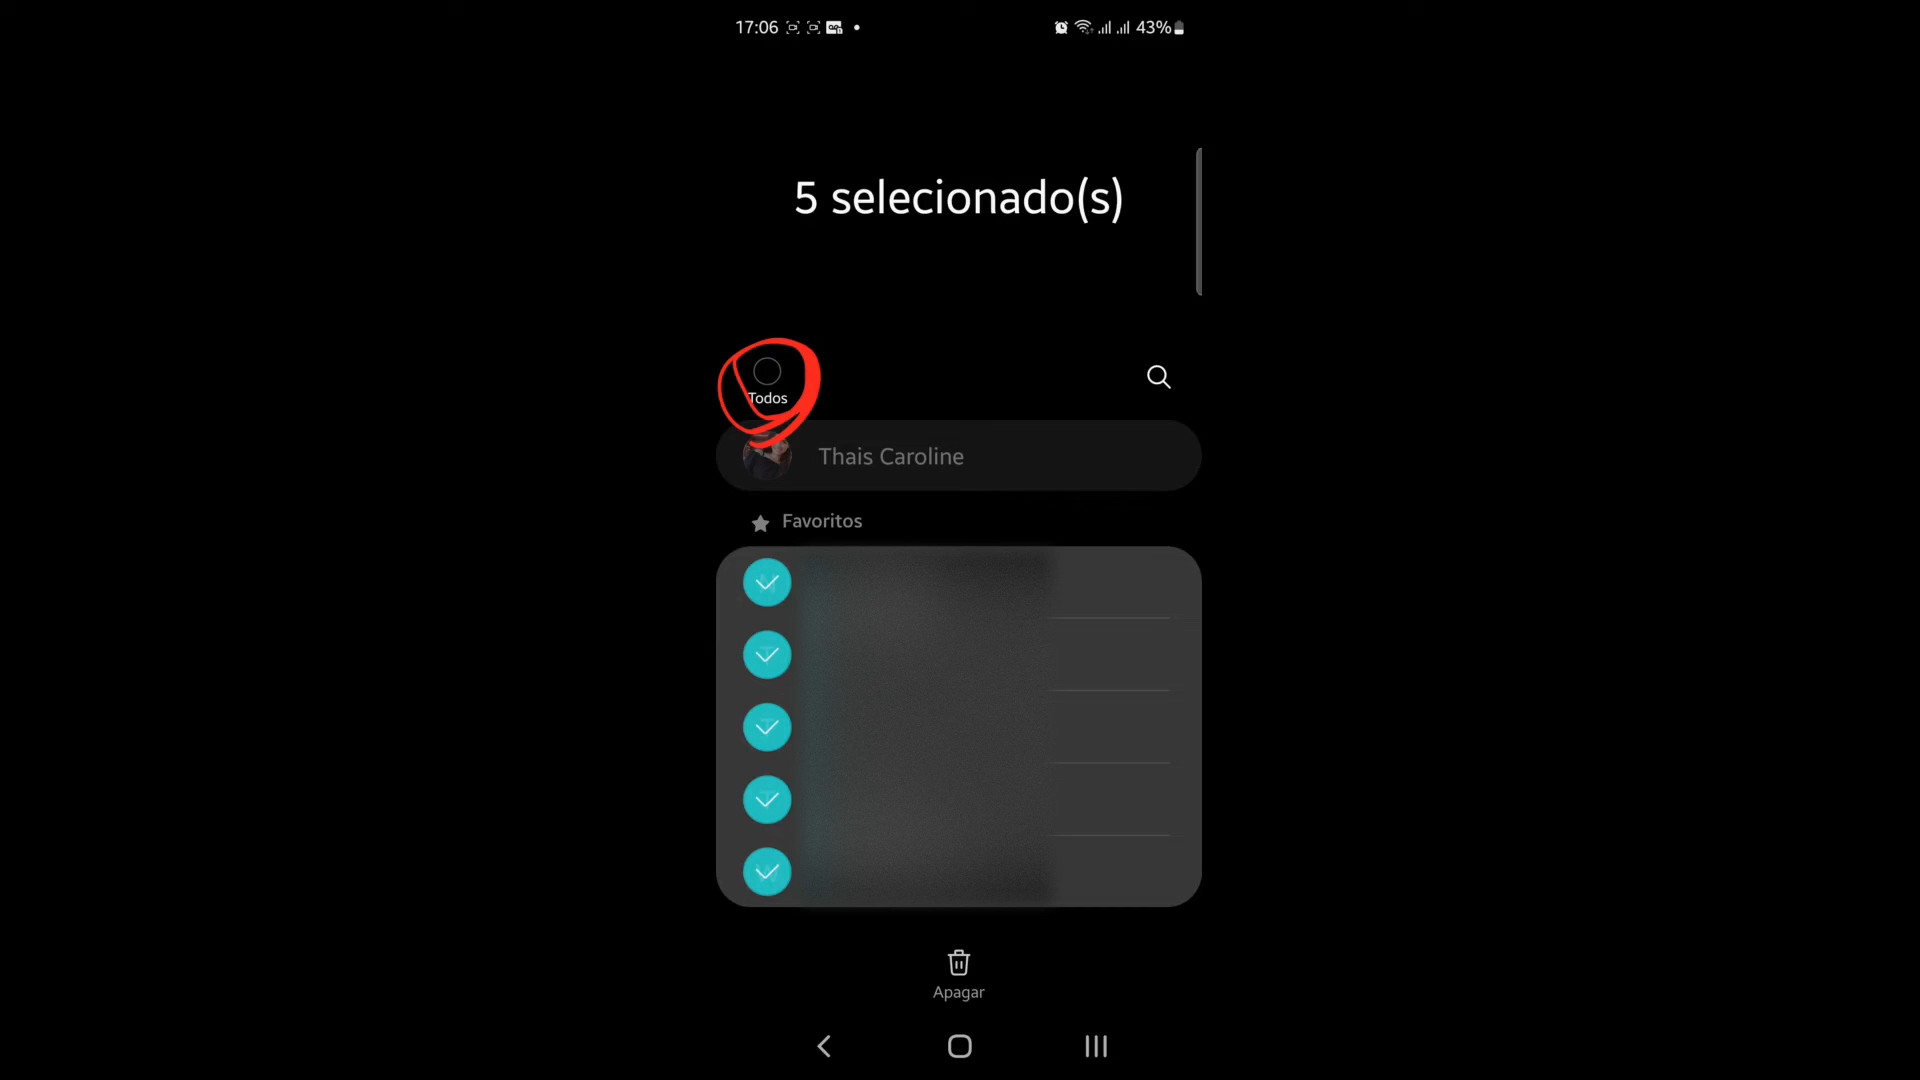 17:06
43%
5 selecionado(s)
Todos
Thais Caroline
Favoritos
Apagar